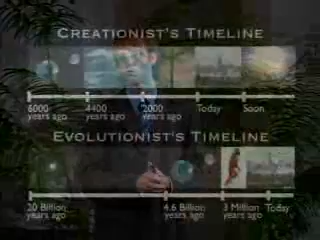 CREATIONIST'S TIMELINE
6000 years ago
4400 years ago
2000 years ago
Today
Soon
EVOLUTIONIST'S TIMELINE
20 Billion years ago
4.6 Billion years ago
3 Million years ago
Today